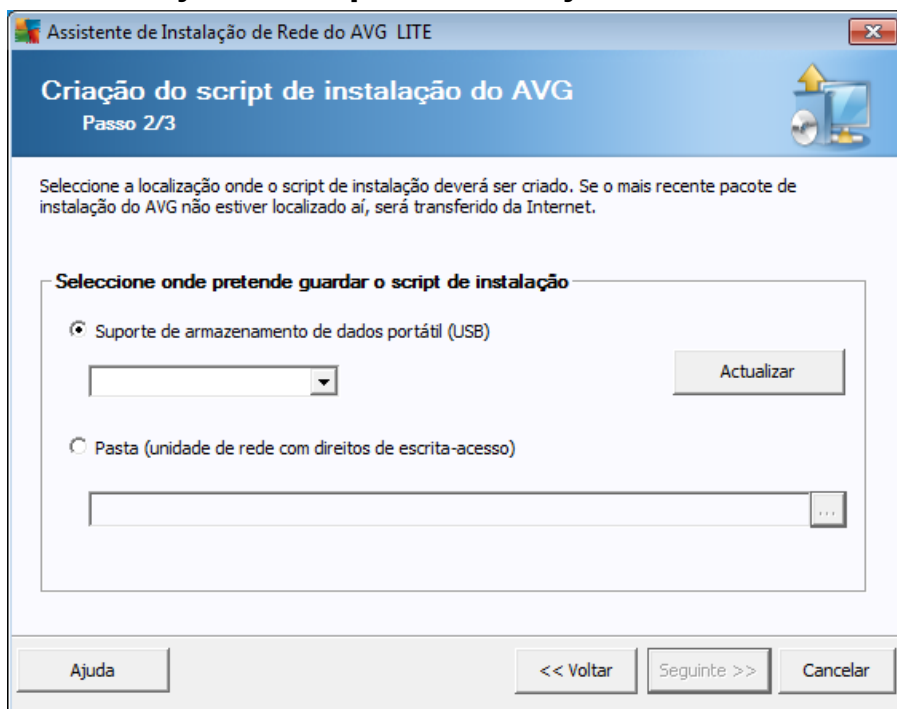 Assistente de Instalação de Rede do AVG LITE
Criação do script de instalação do AVG
Passo 2/3
Seleccione a localização onde o script de instalação deverá ser criado. Se o mais recente pacote de
instalação do AVG não estiver localizado aí, será transferido da Internet.
Seleccione onde pretende guardar o script de instalação
Suporte de armazenamento de dados portátil (USB)
Actualizar
Pasta (unidade de rede com direitos de escrita-acesso)
...
Ajuda
<< Voltar
Seguinte >>
Cancelar